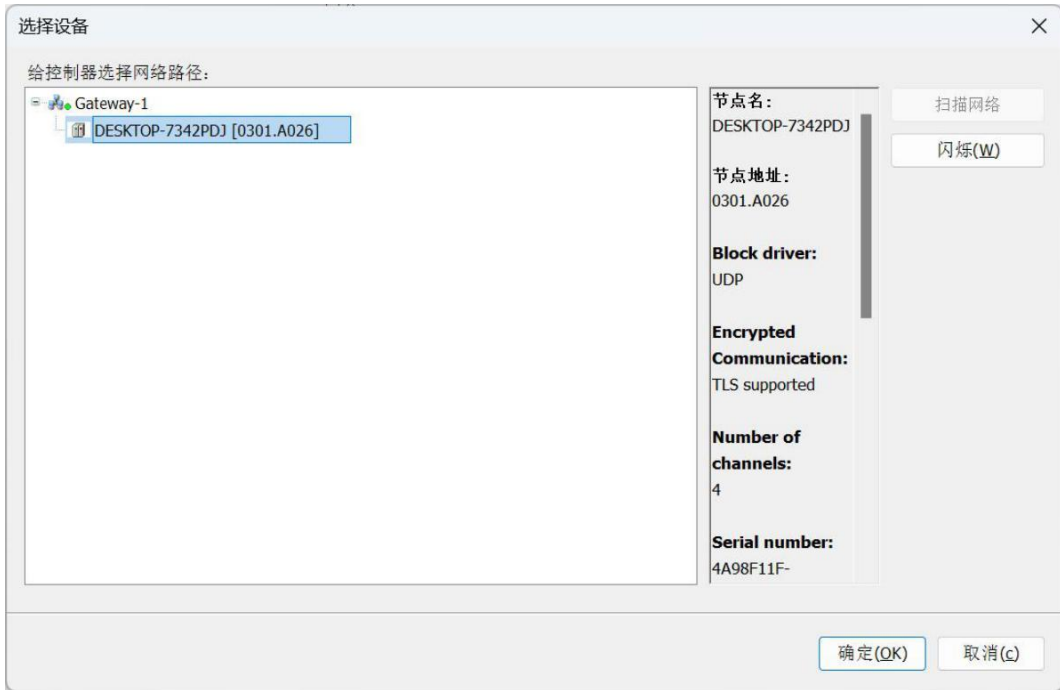 选择设备
给控制器选择网络路径:
Gateway-1
DESKTOP-7342PDJ [0301.A026]
节点名:
DESKTOP-7342PDJ
节点地址:
0301.A026
Block driver:
UDP
Encrypted
Communication:
TLS supported
Number of
channels:
4
Serial number:
4A98F11F-
扫描网络
闪烁(W)
确定(OK)
取消(c)